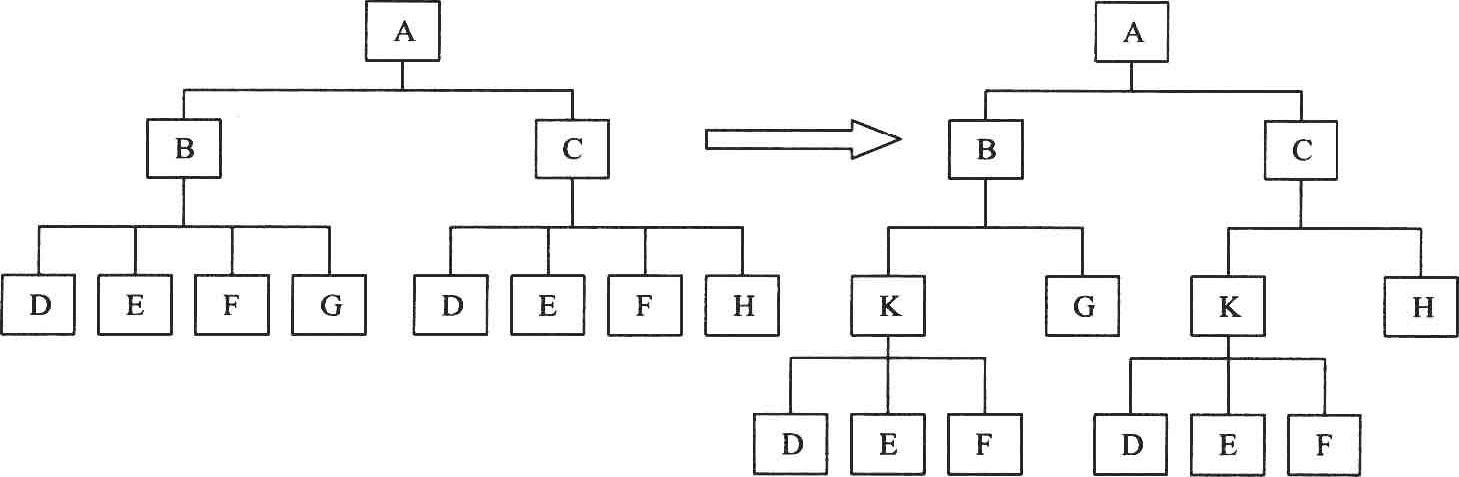 A A
B C B C
D E F G D E F H K G K H
D E F D E F